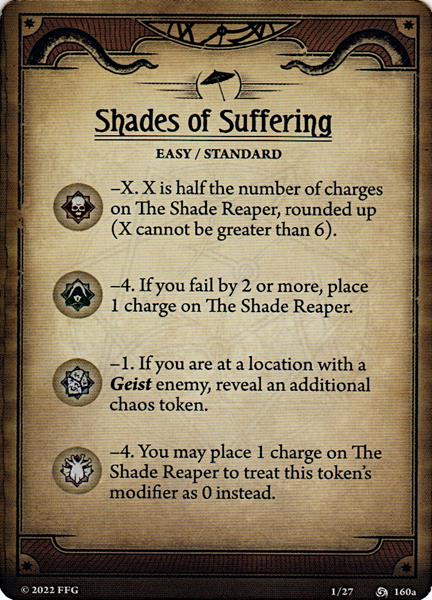 Shades of Suffering
EASY / STANDARD
–X. X is half the number of charges
on The Shade Reaper, rounded up
(X cannot be greater than 6).
–4. If you fail by 2 or more, place
1 charge on The Shade Reaper.
–1. If you are at a location with a
Geist enemy, reveal an additional
chaos token.
–4. You may place 1 charge on The
Shade Reaper to treat this token's
modifier as 0 instead.
© 2022 FFG 1/27 160a